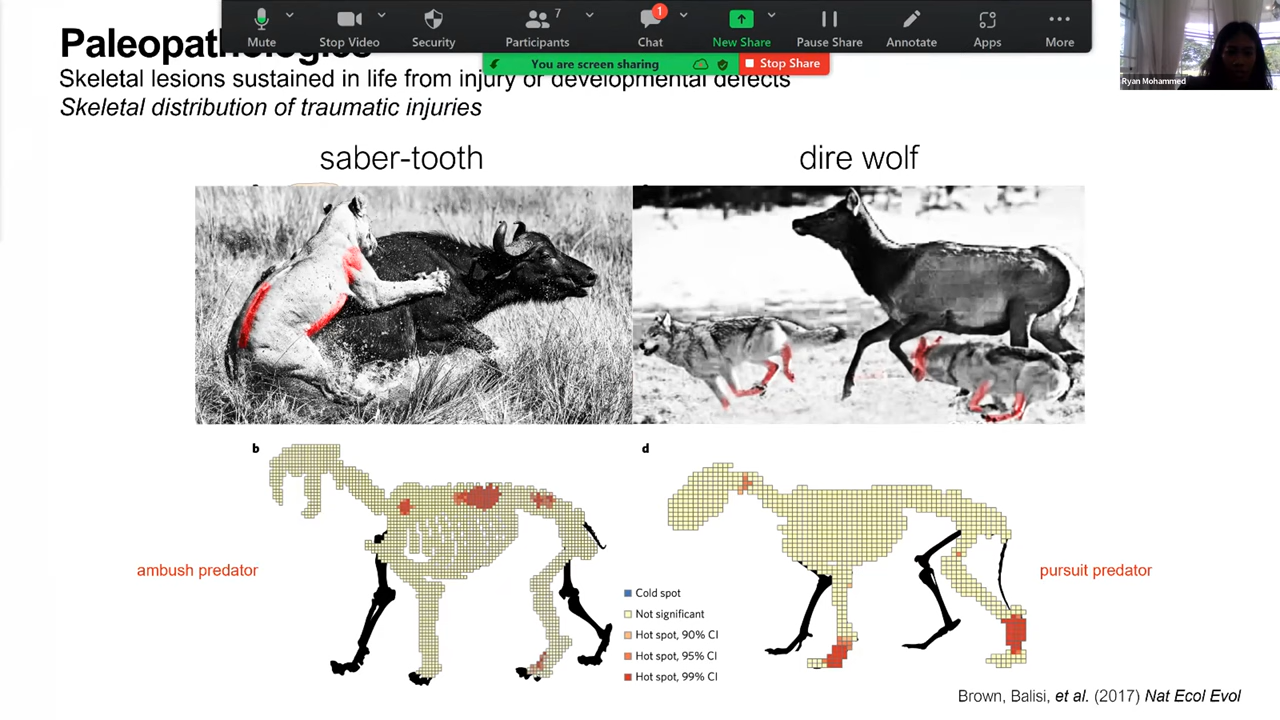 Mute
Stop Video
Security
7
Participants
1
Chat
New Share
Pause Share
Annotate
Apps
More
You are screen sharing
Stop Share
Ryan Mohammed
Skeletal lesions sustained in life from injury or developmental defects
Skeletal distribution of traumatic injuries
saber-tooth
dire wolf
b
d
ambush predator
pursuit predator
Cold spot
Not significant
Hot spot, 90% CI
Hot spot, 95% CI
Hot spot, 99% CI
Brown, Balisi, et al. (2017) Nat Ecol Evol